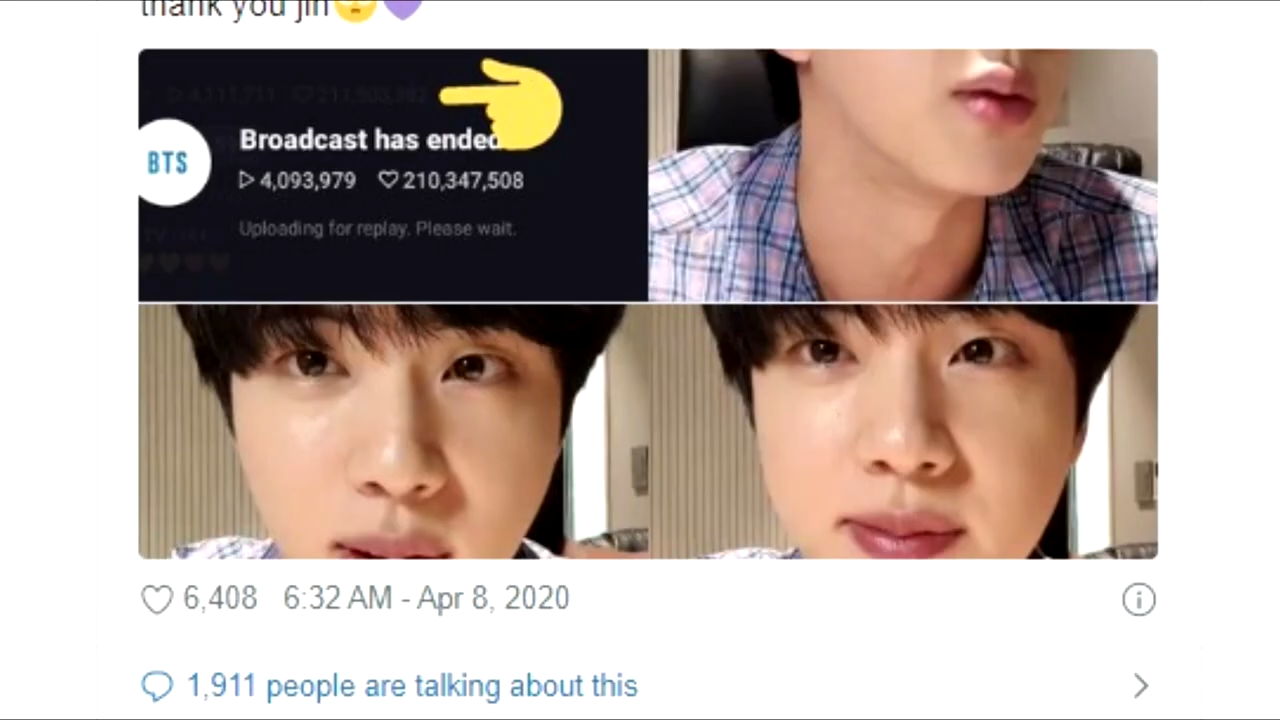 thank you jin
BTS
Broadcast has ended
4,093,979 210,347,508
Uploading for replay. Please wait.
6,408 6:32 AM - Apr 8, 2020
1,911 people are talking about this